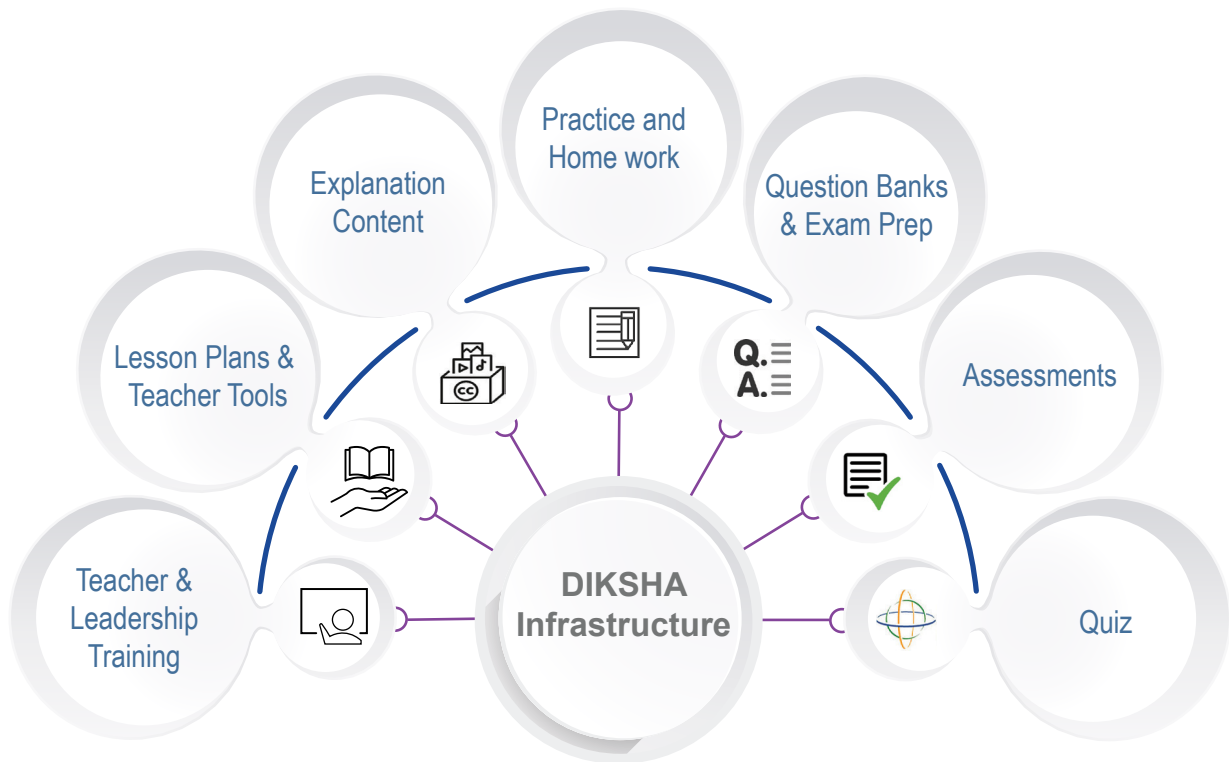 Teacher &
Leadership
Training
Lesson Plans &
Teacher Tools
Explanation
Content
Practice and
Home work
Question Banks
& Exam Prep
Assessments
Quiz
cc
Q.
A.
DIKSHA
Infrastructure